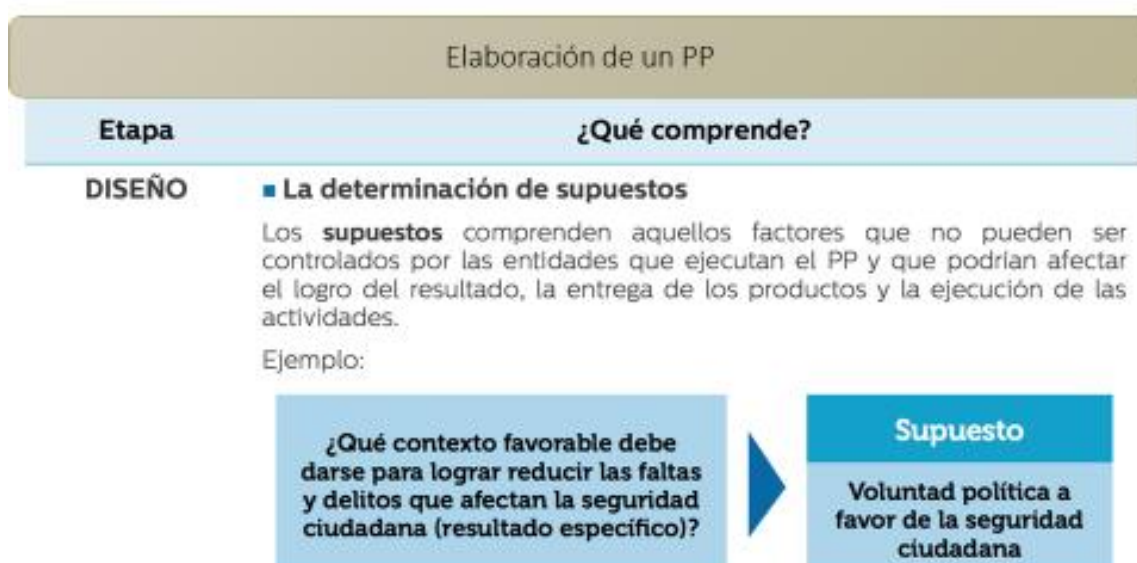 Elaboración de un PP
Etapa
¿Qué comprende?
DISEÑO
■ La determinación de supuestos
Los supuestos comprenden aquellos factores que no pueden ser
controlados por las entidades que ejecutan el PP y que podrían afectar
el logro del resultado, la entrega de los productos y la ejecución de las
actividades.
Ejemplo:
¿Qué contexto favorable debe
darse para lograr reducir las faltas
y delitos que afectan la seguridad
ciudadana (resultado específico)?
Supuesto
Voluntad política a
favor de la seguridad
ciudadana